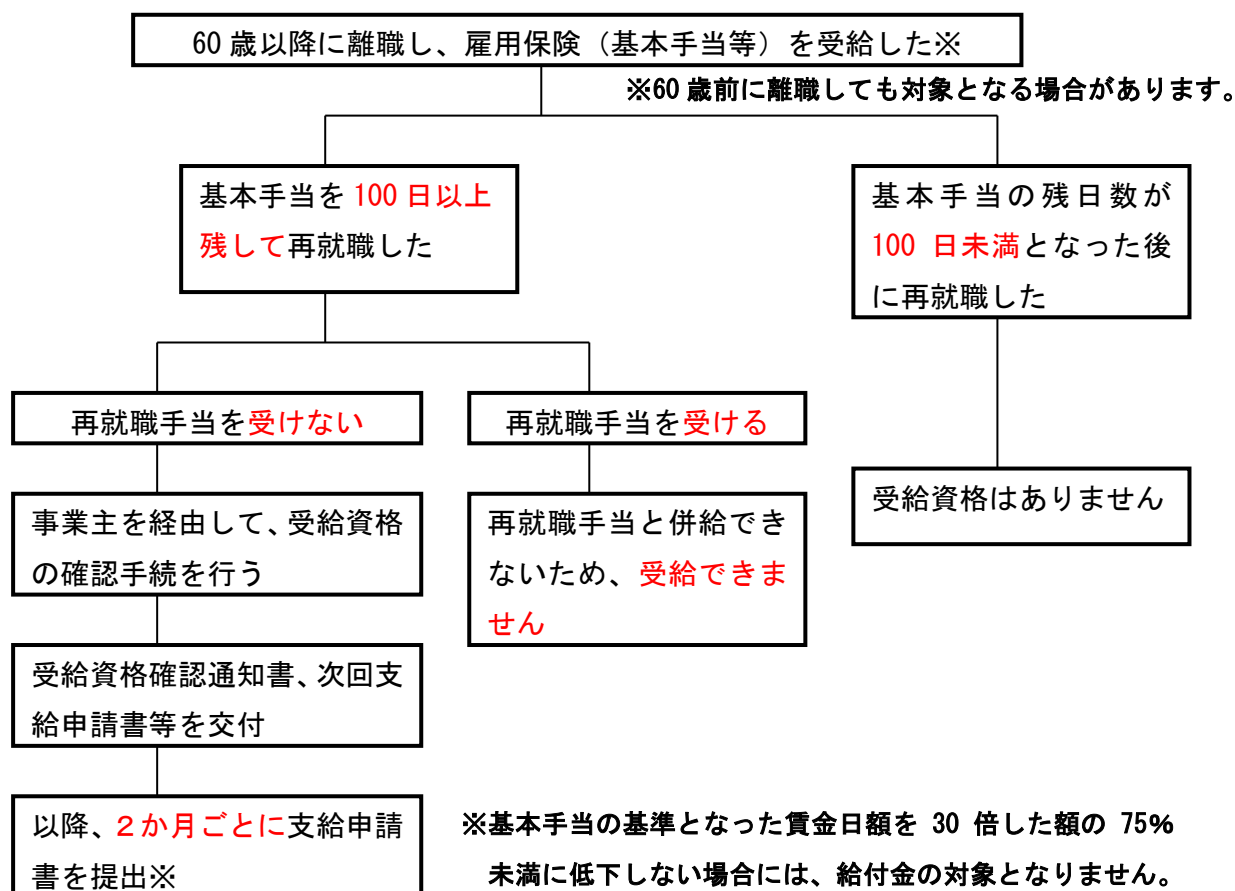 60 歳以降に離職し、雇用保険（基本手当等）を受給した※
※60 歳前に離職しても対象となる場合があります。
基本手当を 100 日以上
残して再就職した
基本手当の残日数が
100 日未満となった後
に再就職した
再就職手当を受けない
再就職手当を受ける
事業主を経由して、受給資格
の確認手続を行う
再就職手当と併給でき
ないため、受給できま
せん
受給資格はありません
受給資格確認通知書、次回支
給申請書等を交付
以降、２か月ごとに支給申請
書を提出※
※基本手当の基準となった賃金日額を 30 倍した額の 75%
未満に低下しない場合には、給付金の対象となりません。